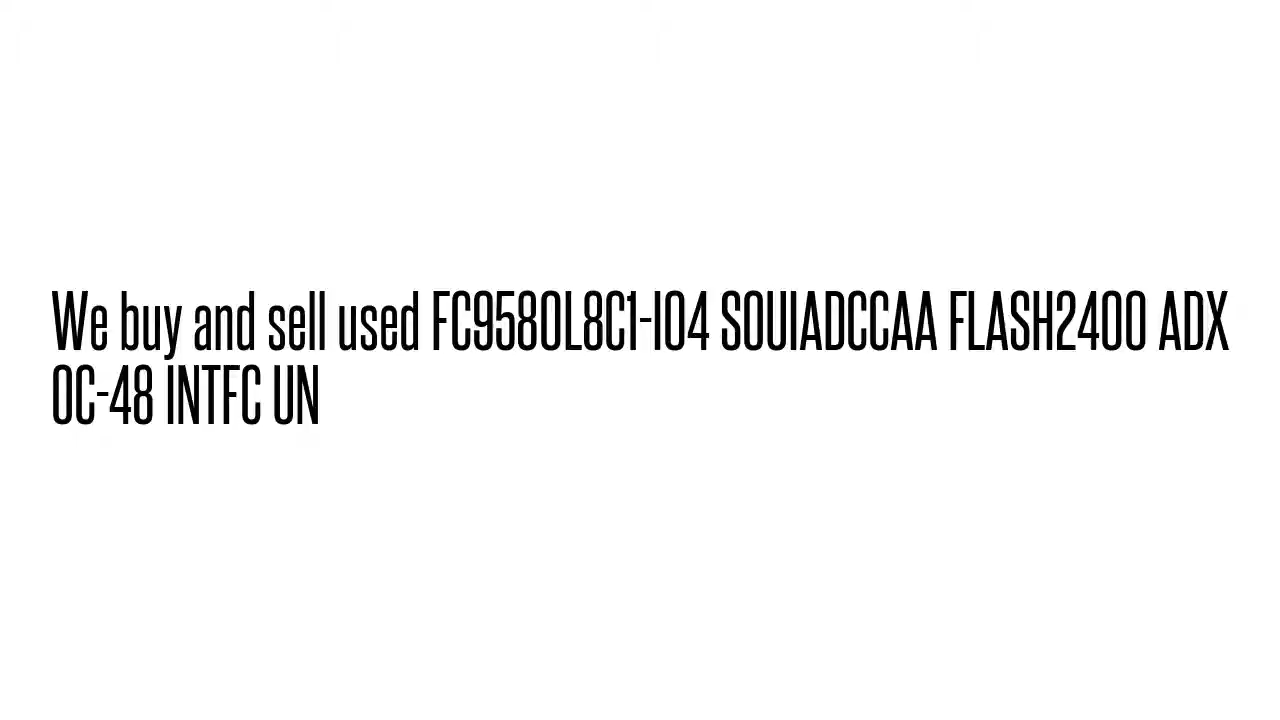 We buy and sell used FC9580L8C1-I04 SOUIADCCAA FLASH2400 ADX
OC-48 INTFC UN